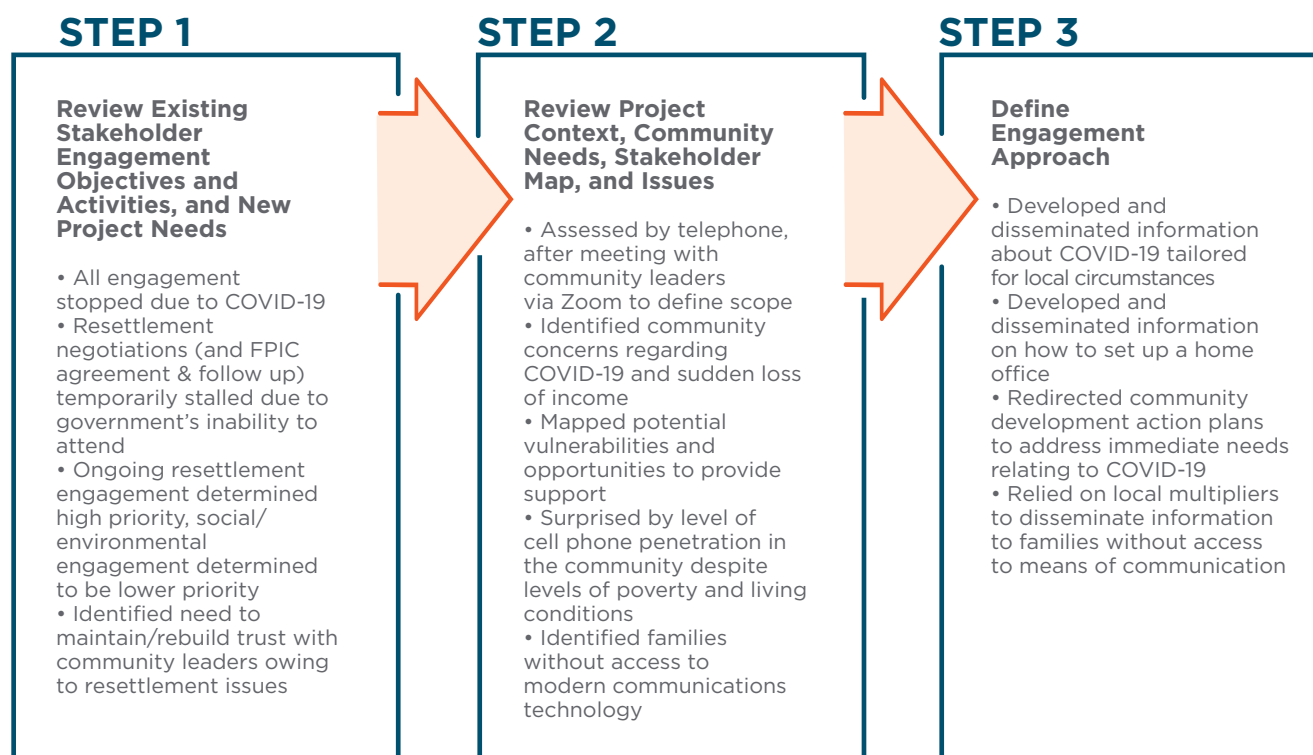 STEP 1
Review Existing
Stakeholder
Engagement
Objectives and
Activities, and New
Project Needs
• All engagement
stopped due to COVID-19
• Resettlement
negotiations (and FPIC
agreement & follow up)
temporarily stalled due to
government’s inability to
attend
• Ongoing resettlement
engagement determined
high priority, social/
environmental
engagement determined
to be lower priority
• Identified need to
maintain/rebuild trust with
community leaders owing
to resettlement issues
STEP 2
Review Project
Context, Community
Needs, Stakeholder
Map, and Issues
• Assessed by telephone,
after meeting with
community leaders
via Zoom to define scope
• Identified community
concerns regarding
COVID-19 and sudden loss
of income
• Mapped potential
vulnerabilities and
opportunities to provide
support
• Surprised by level of
cell phone penetration in
the community despite
levels of poverty and living
conditions
• Identified families
without access to
modern communications
technology
STEP 3
Define
Engagement
Approach
• Developed and
disseminated information
about COVID-19 tailored
for local circumstances
• Developed and
disseminated information
on how to set up a home
office
• Redirected community
development action plans
to address immediate needs
relating to COVID-19
• Relied on local multipliers
to disseminate information
to families without access
to means of communication